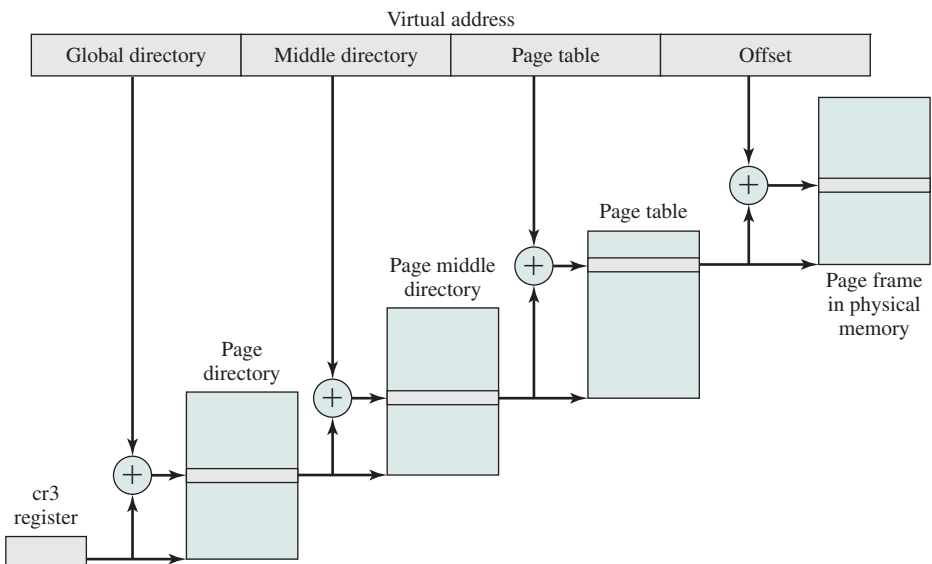 Virtual address
Global directory
Middle directory
Page table
Offset
+
Page table
+
Page middle
directory
Page frame
in physical
memory
Page
directory
+
+
cr3
register